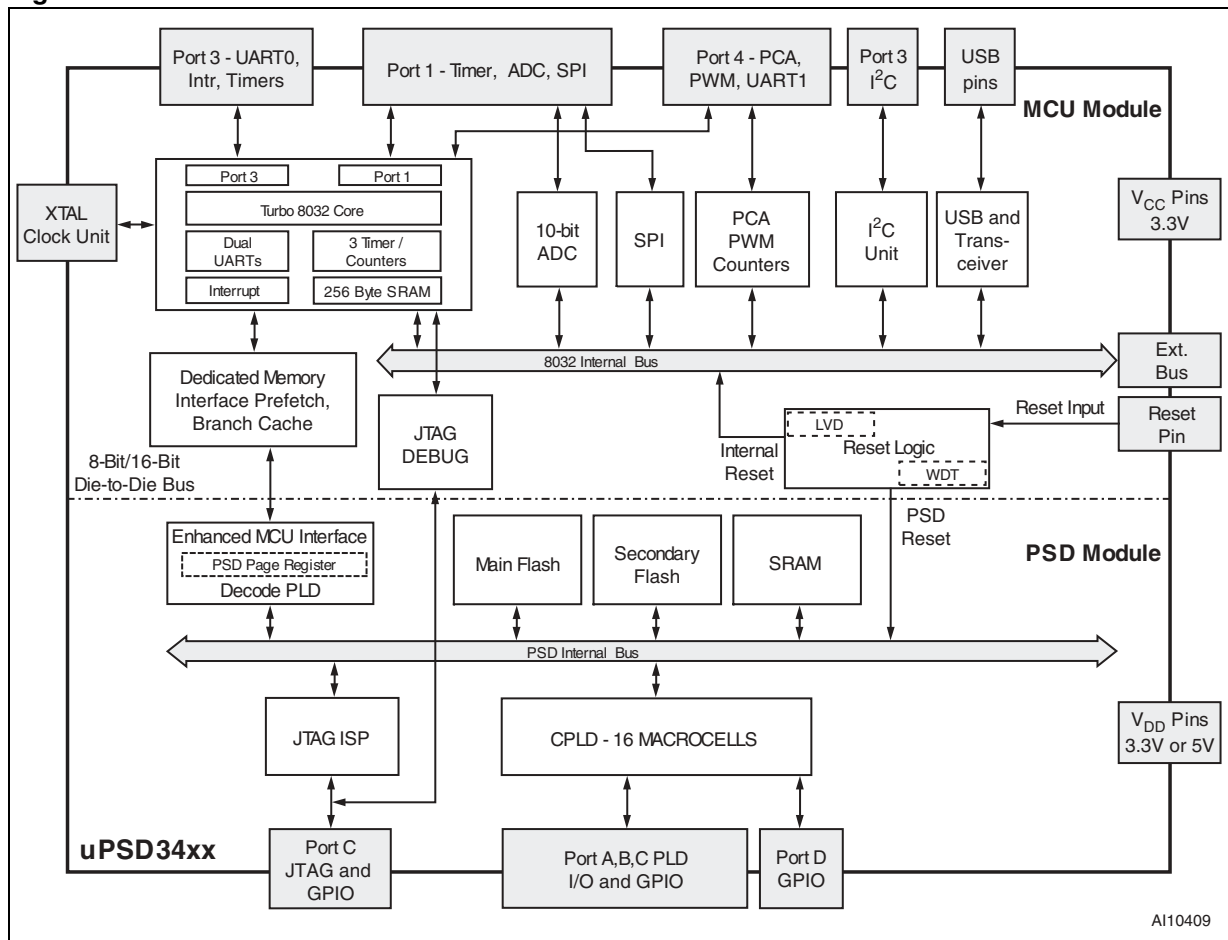 Port 3 - UART0,
Intr, Timers
Port 1 - Timer, ADC, SPI
Port 4 - PCA,
PWM, UART1
Port 3
I²C
USB
pins
MCU Module
XTAL
Clock Unit
Port 3
Port 1
Turbo 8032 Core
Dual
UARTs
3 Timer /
Counters
Interrupt
256 Byte SRAM
10-bit
ADC
SPI
PCA
PWM
Counters
I²C
Unit
USB and
Trans-
ceiver
VCC Pins
3.3V
8032 Internal Bus
Ext.
Bus
Dedicated Memory
Interface Prefetch,
Branch Cache
JTAG
DEBUG
LVD
Reset Logic
WDT
Internal
Reset
Reset Input
Reset
Pin
8-Bit/16-Bit
Die-to-Die Bus
PSD
Reset
PSD Module
Enhanced MCU Interface
PSD Page Register
Decode PLD
Main Flash
Secondary
Flash
SRAM
PSD Internal Bus
JTAG ISP
CPLD - 16 MACROCELLS
VDD Pins
3.3V or 5V
uPSD34xx
Port C
JTAG and
GPIO
Port A,B,C PLD
I/O and GPIO
Port D
GPIO
AI10409